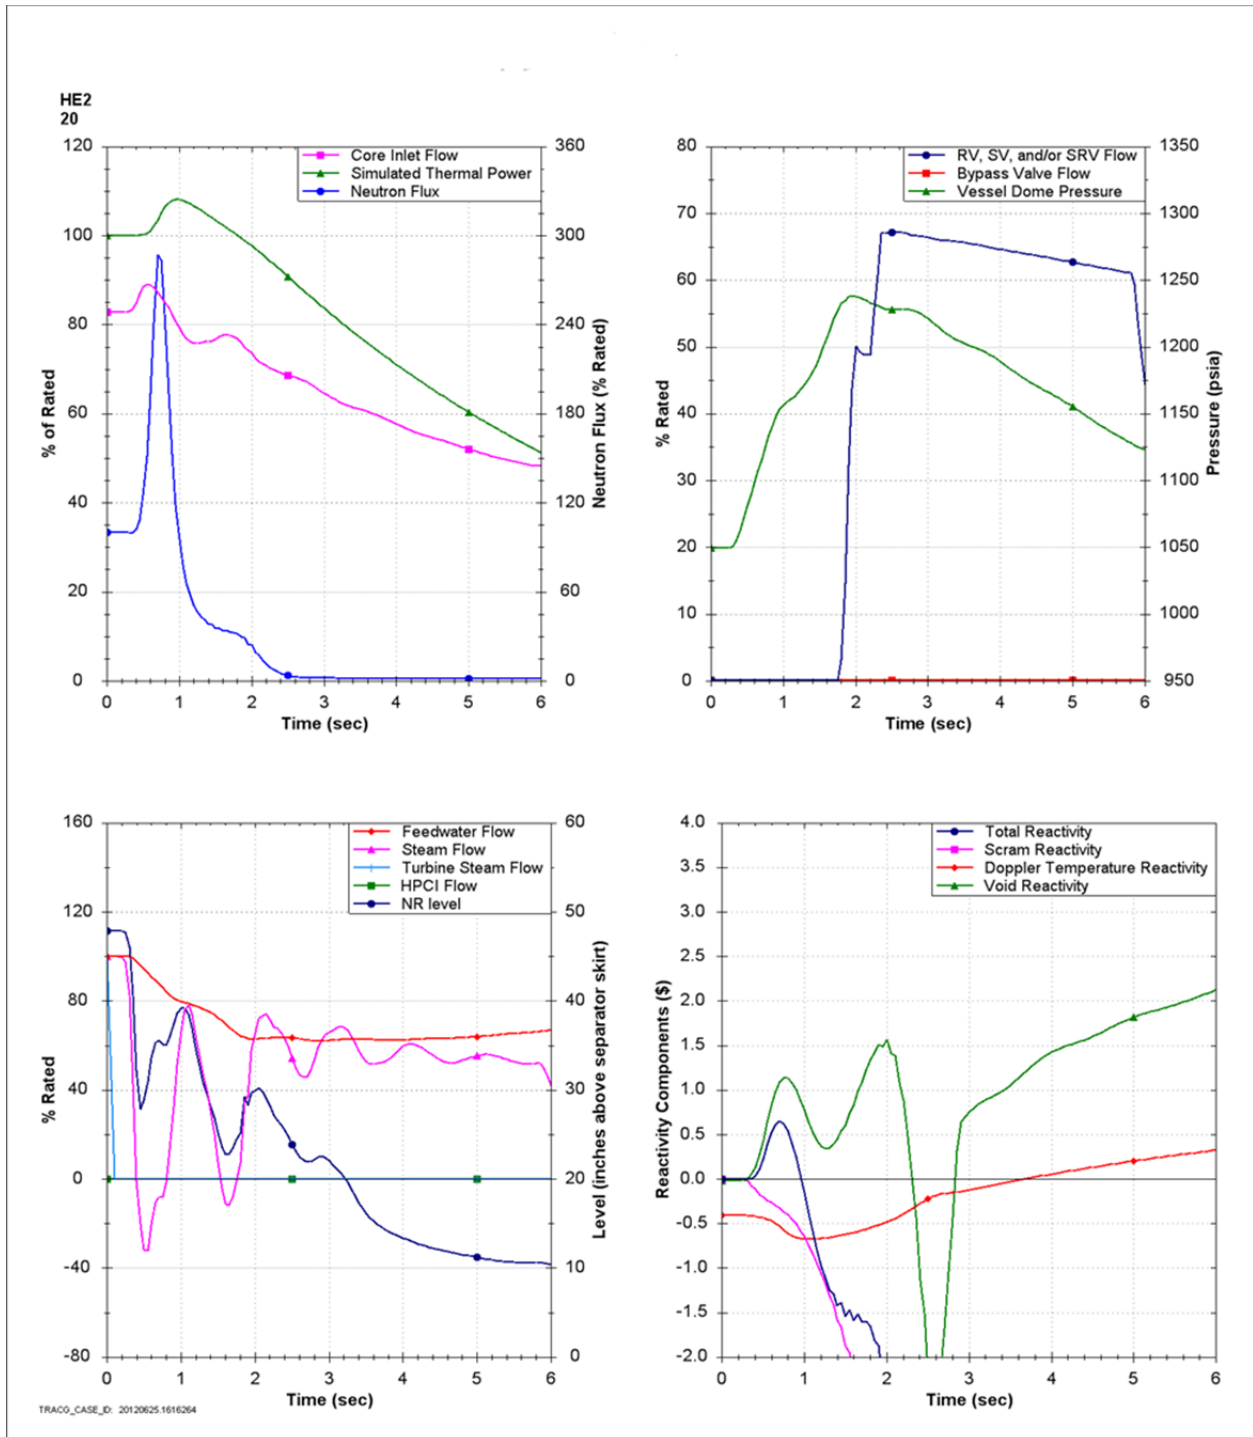 HE2
20
120
100
80
60
40
20
0
% of Rated
360
300
240
180
120
60
0
Neutron Flux (% Rated)
Core Inlet Flow
Simulated Thermal Power
Neutron Flux
0 1 2 3 4 5 6
Time (sec)
80
70
60
50
40
30
20
10
0
% Rated
1350
1300
1250
1200
1150
1100
1050
1000
950
Pressure (psia)
RV, SV, and/or SRV Flow
Bypass Valve Flow
Vessel Dome Pressure
0 1 2 3 4 5 6
Time (sec)
160
120
80
40
0
-40
-80
% Rated
60
50
40
30
20
10
0
Level (inches above separator skirt)
Feedwater Flow
Steam Flow
Turbine Steam Flow
HPCI Flow
NR level
0 1 2 3 4 5 6
Time (sec)
4.0
3.5
3.0
2.5
2.0
1.5
1.0
0.5
0.0
-0.5
-1.0
-1.5
-2.0
Reactivity Components ($)
Total Reactivity
Scram Reactivity
Doppler Temperature Reactivity
Void Reactivity
0 1 2 3 4 5 6
Time (sec)
TRACG_CASE_ID: 20120625.1616264